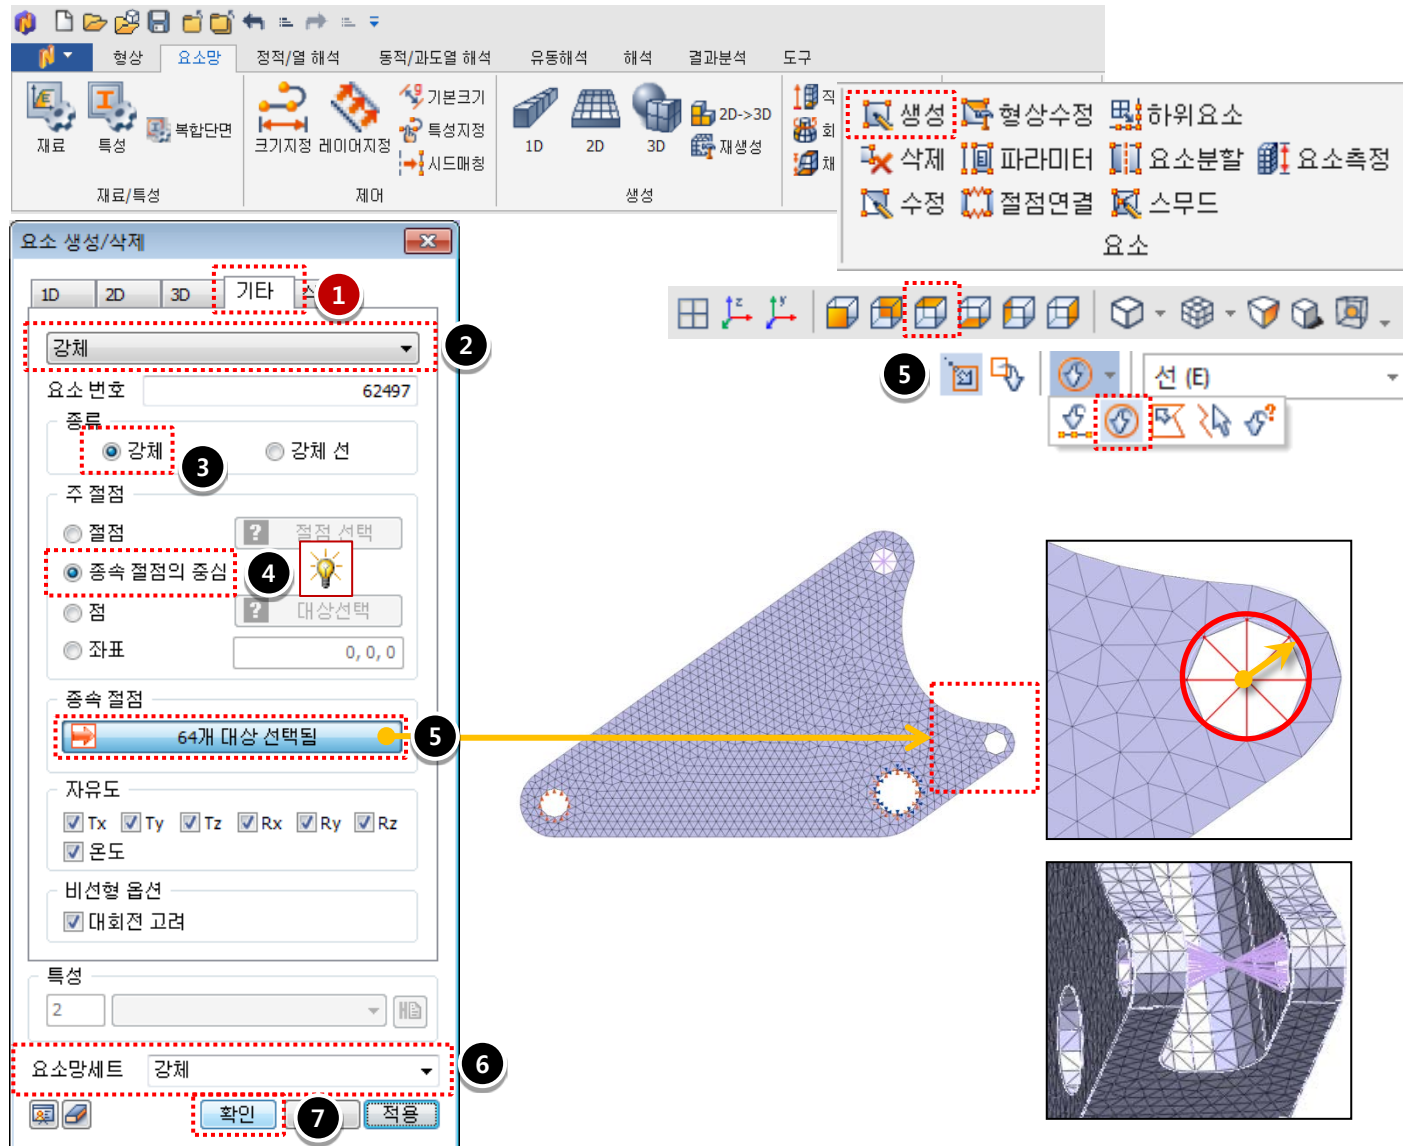 형상 요소망 정적/열 해석 동적/과도열 해석 유동해석 해석 결과분석 도구
재료 특성 복합단면
재료/특성
크기지정 레이어지정 기본크기 특성지정 시드매칭
제어
1D 2D 3D 2D->3D 재생성
생성
직
회
채
생성 형상수정 하위요소
삭제 파라미터 요소분할 요소측정
수정 절점연결 스무드
요소
z y
5 선 (E)
요소 생성/삭제
1D 2D 3D 기타 1
강체 2
요소 번호 62497
종류
강체 강체 선
3
주 절점
절점 ? 절점 선택
종속 절점의 중심 4
점 ? 대상선택
좌표 0, 0, 0
종속 절점
64개 대상 선택됨 5
자유도
Tx Ty Tz Rx Ry Rz
온도
비선형 옵션
대회전 고려
특성
2
요소망세트 강체 6
확인 7 적용